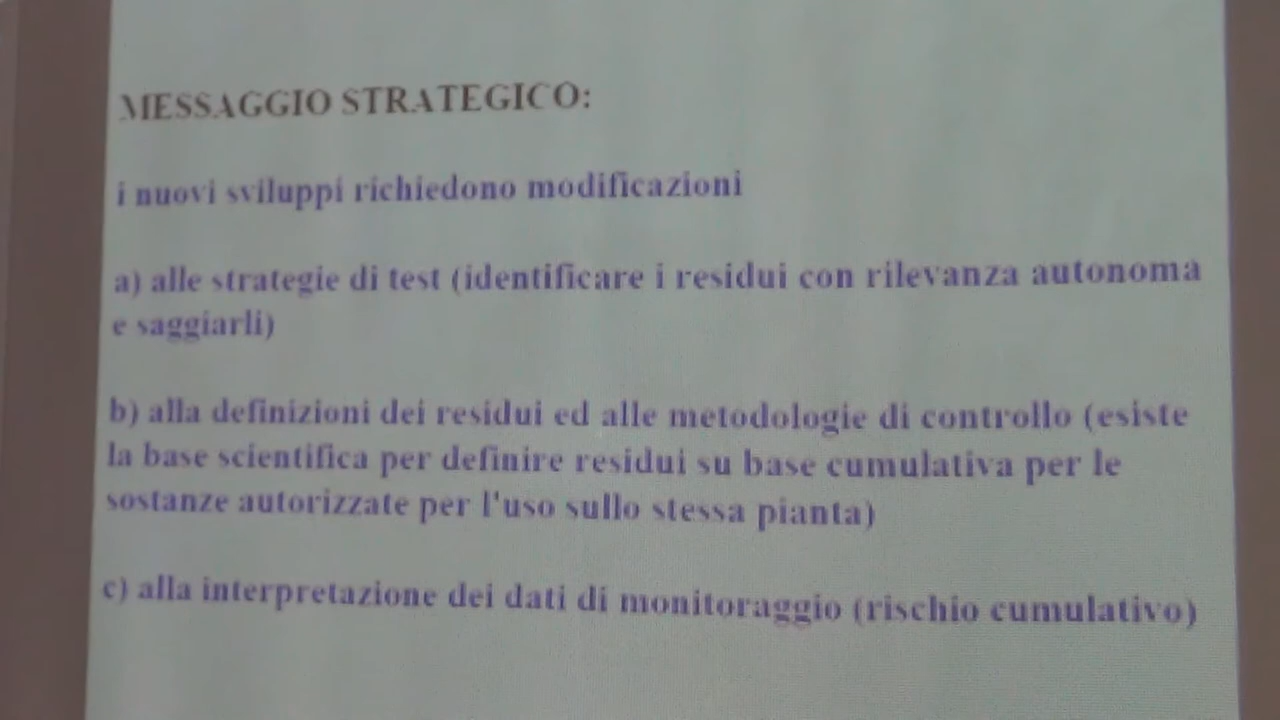 MESSAGGIO STRATEGICO:
i nuovi sviluppi richiedono modificazioni
a) alle strategie di test (identificare i residui con rilevanza autonoma
e saggiarli)
b) alla definizioni dei residui ed alle metodologie di controllo (esiste
la base scientifica per definire residui su base cumulativa per le
sostanze autorizzate per l'uso sullo stessa pianta)
c) alla interpretazione dei dati di monitoraggio (rischio cumulativo)